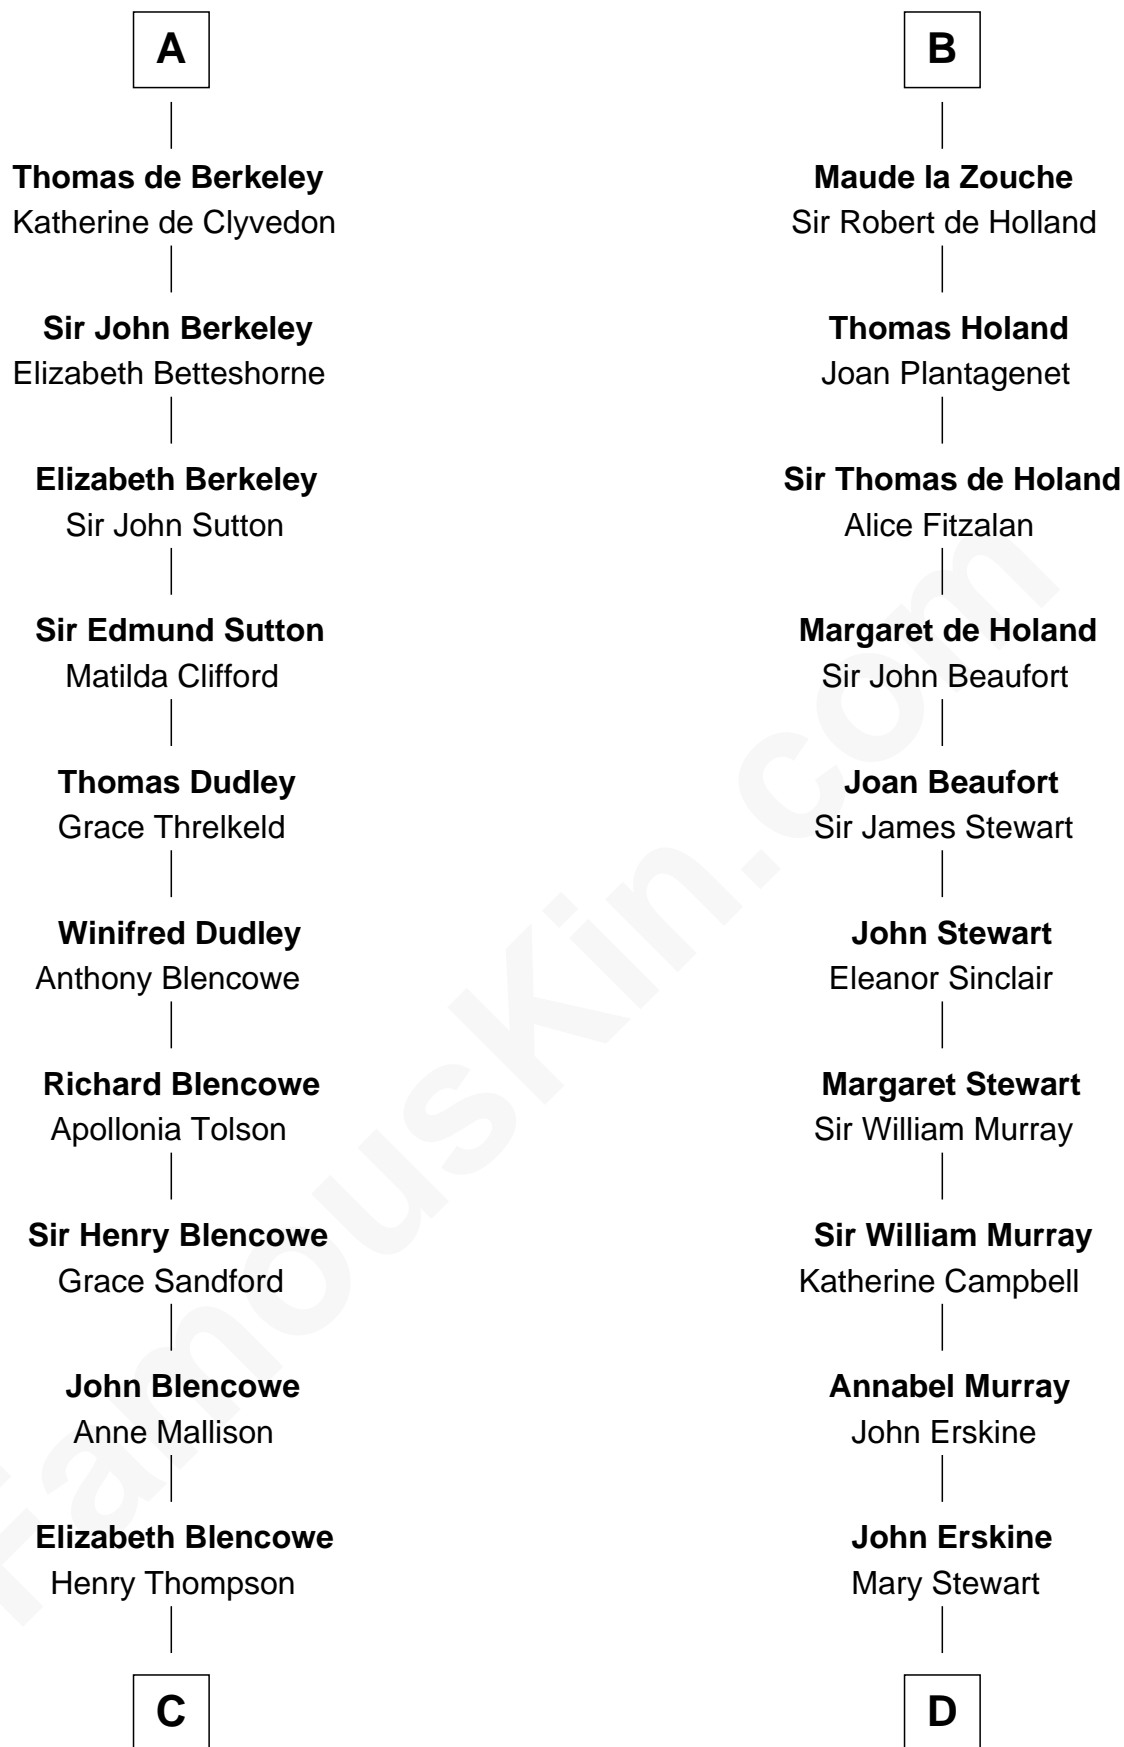 A
Thomas de Berkeley
Katherine de Clyvedon
Sir John Berkeley
Elizabeth Betteshorne
Elizabeth Berkeley
Sir John Sutton
Sir Edmund Sutton
Matilda Clifford
Thomas Dudley
Grace Threlkeld
Winifred Dudley
Anthony Blencowe
Richard Blencowe
Apollonia Tolson
Sir Henry Blencowe
Grace Sandford
John Blencowe
Anne Mallison
Elizabeth Blencowe
Henry Thompson
C
B
Maude la Zouche
Sir Robert de Holland
Thomas Holand
Joan Plantagenet
Sir Thomas de Holand
Alice Fitzalan
Margaret de Holand
Sir John Beaufort
Joan Beaufort
Sir James Stewart
John Stewart
Eleanor Sinclair
Margaret Stewart
Sir William Murray
Sir William Murray
Katherine Campbell
Annabel Murray
John Erskine
John Erskine
Mary Stewart
D
FamousKin.com